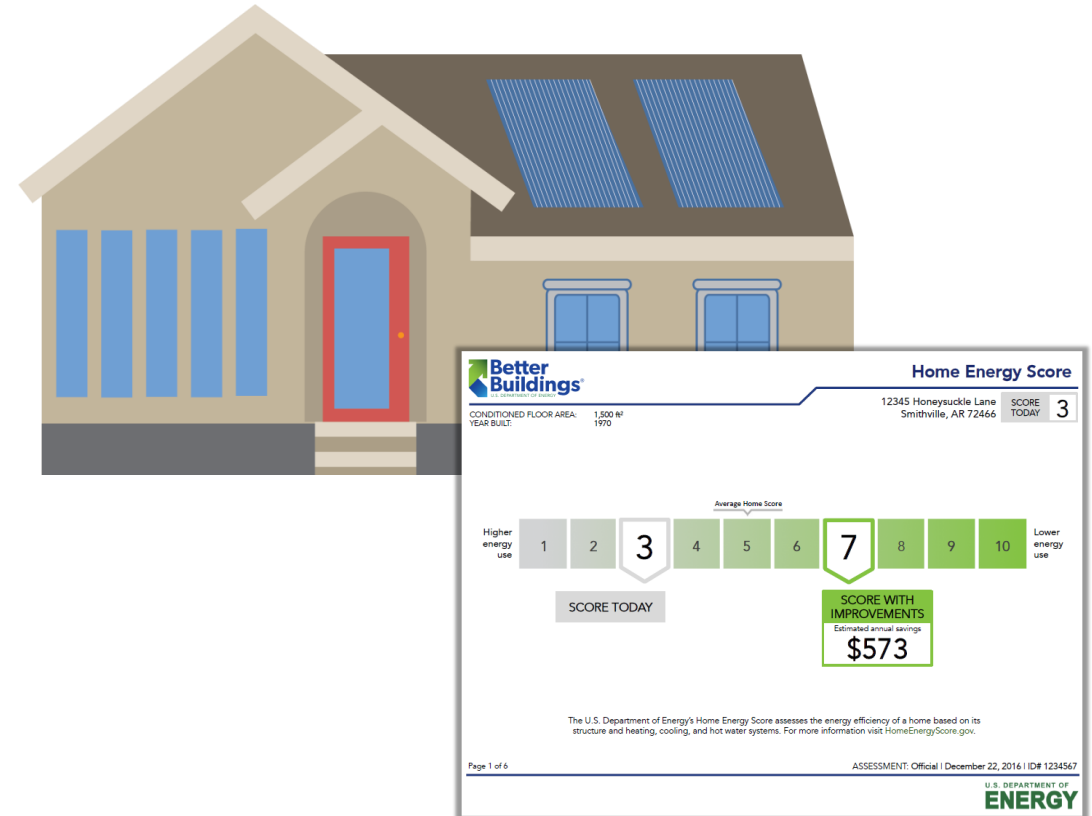 Better
Buildings®
U.S. DEPARTMENT OF ENERGY
Home Energy Score
CONDITIONED FLOOR AREA: 1,500 ft²
YEAR BUILT: 1970
12345 Honeysuckle Lane
Smithville, AR 72466
SCORE
TODAY
3
Average Home Score
Higher
energy
use
1 2 3 4 5 6 7 8 9 10
Lower
energy
use
SCORE TODAY
SCORE WITH
IMPROVEMENTS
Estimated annual savings
$573
The U.S. Department of Energy's Home Energy Score assesses the energy efficiency of a home based on its
structure and heating, cooling, and hot water systems. For more information visit HomeEnergyScore.gov.
Page 1 of 6
ASSESSMENT: Official | December 22, 2016 | ID# 1234567
U.S. DEPARTMENT OF
ENERGY